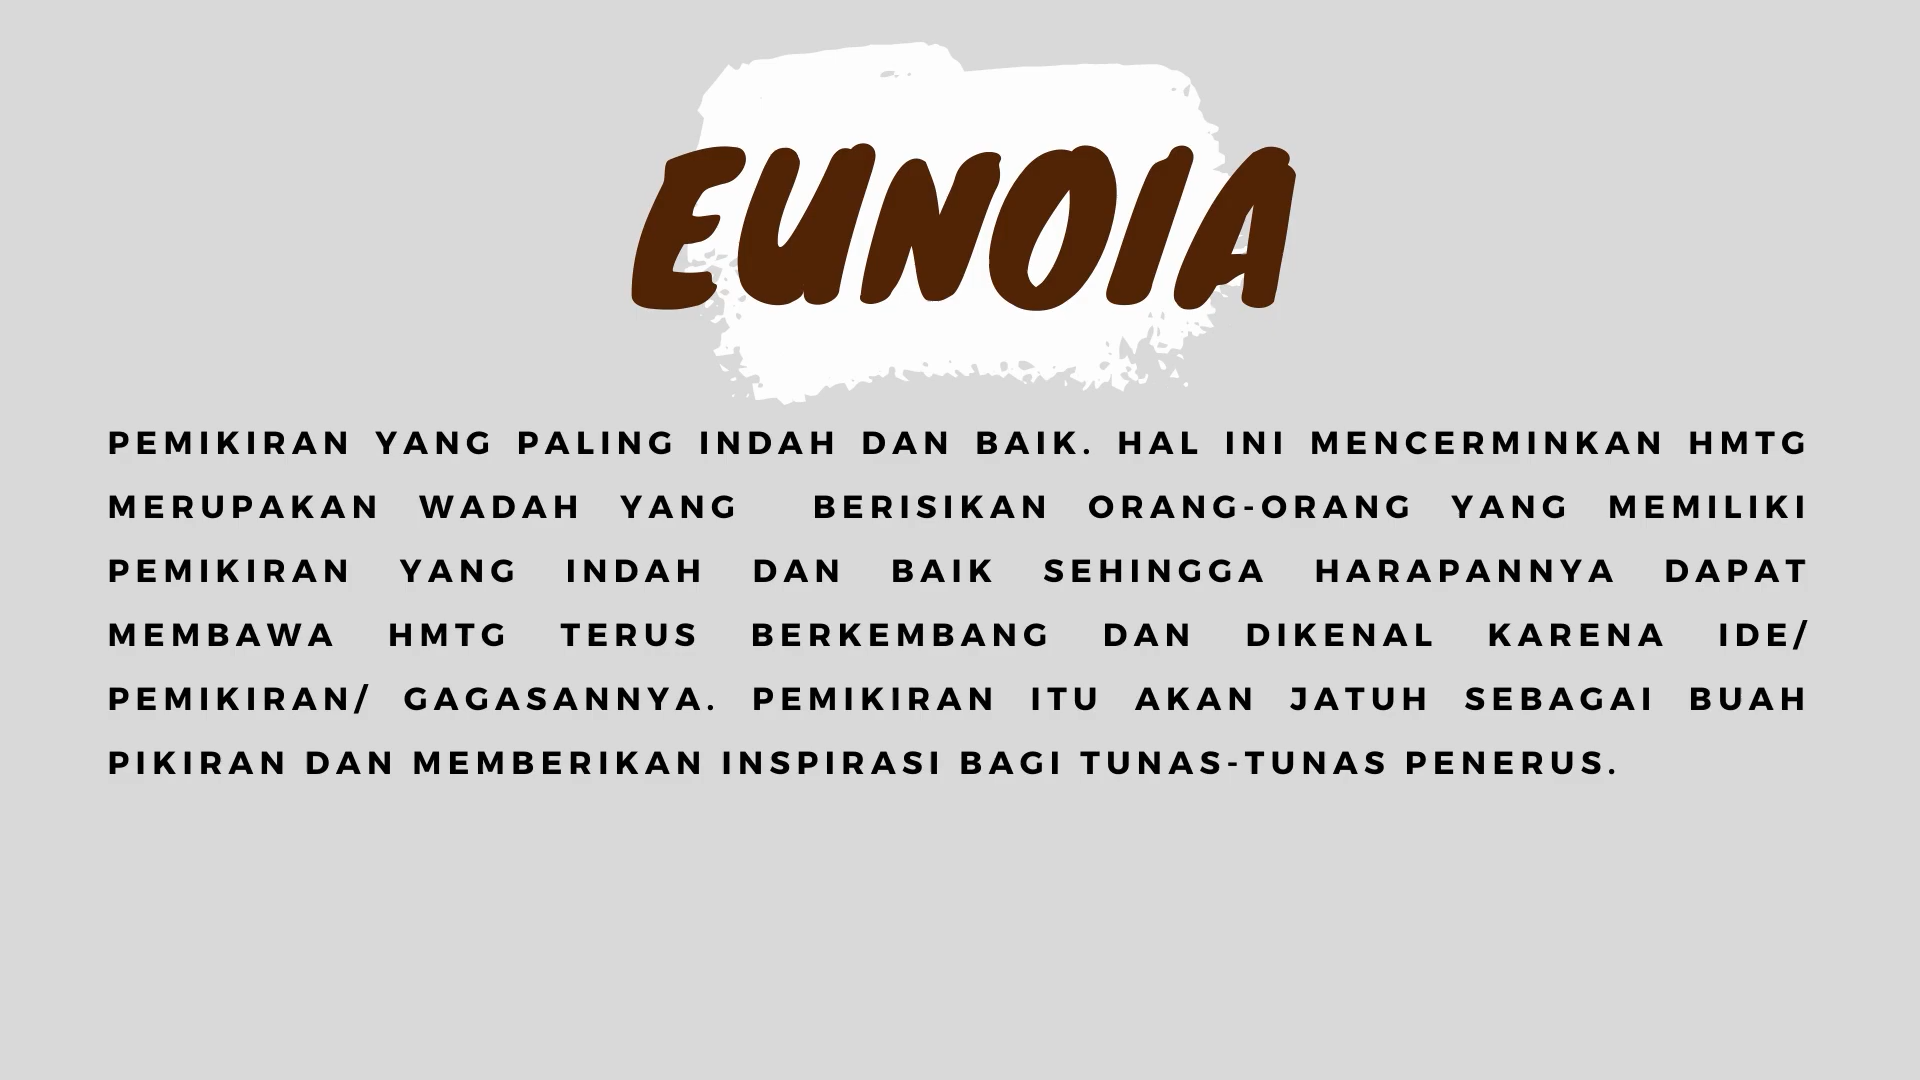 EUNOIA
PEMIKIRAN YANG PALING INDAH DAN BAIK. HAL INI MENCERMINKAN HMTG
MERUPAKAN WADAH YANG BERISIKAN ORANG-ORANG YANG MEMILIKI
PEMIKIRAN YANG INDAH DAN BAIK SEHINGGA HARAPANNYA DAPAT
MEMBAWA HMTG TERUS BERKEMBANG DAN DIKENAL KARENA IDE/
PEMIKIRAN/ GAGASANNYA. PEMIKIRAN ITU AKAN JATUH SEBAGAI BUAH
PIKIRAN DAN MEMBERIKAN INSPIRASI BAGI TUNAS-TUNAS PENERUS.